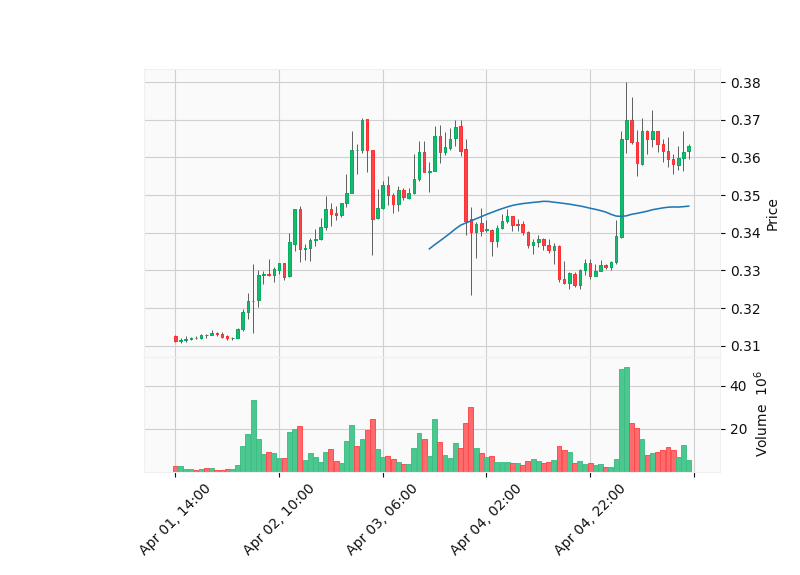 0.38
0.37
0.36
0.35
0.34
0.33
0.32
0.31
Price
40
20
Volume 10⁶
Apr 01, 14:00
Apr 02, 10:00
Apr 03, 06:00
Apr 04, 02:00
Apr 04, 22:00